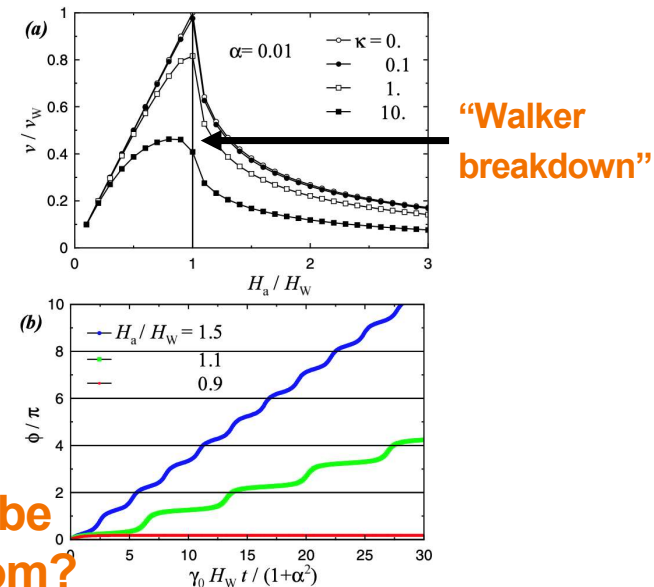 (a)
α= 0.01
κ = 0.
0.1
1.
10.
1
0.8
0.6
0.4
0.2
0
v / v_W
0 1 2 3
H_a / H_W
“Walker
breakdown”
(b)
H_a / H_W = 1.5
1.1
0.9
10
8
6
4
2
0
ϕ / π
0 5 10 15 20 25 30
γ_0 H_W t / (1+α²)
be
om?